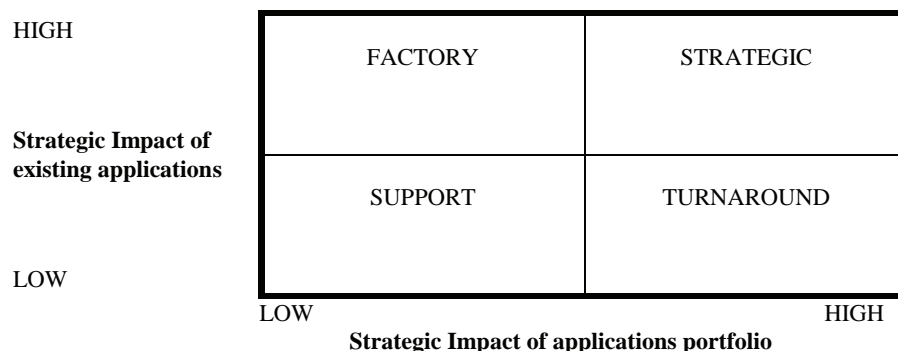 HIGH
FACTORY STRATEGIC
Strategic Impact of
existing applications
SUPPORT TURNAROUND
LOW
LOW HIGH
Strategic Impact of applications portfolio